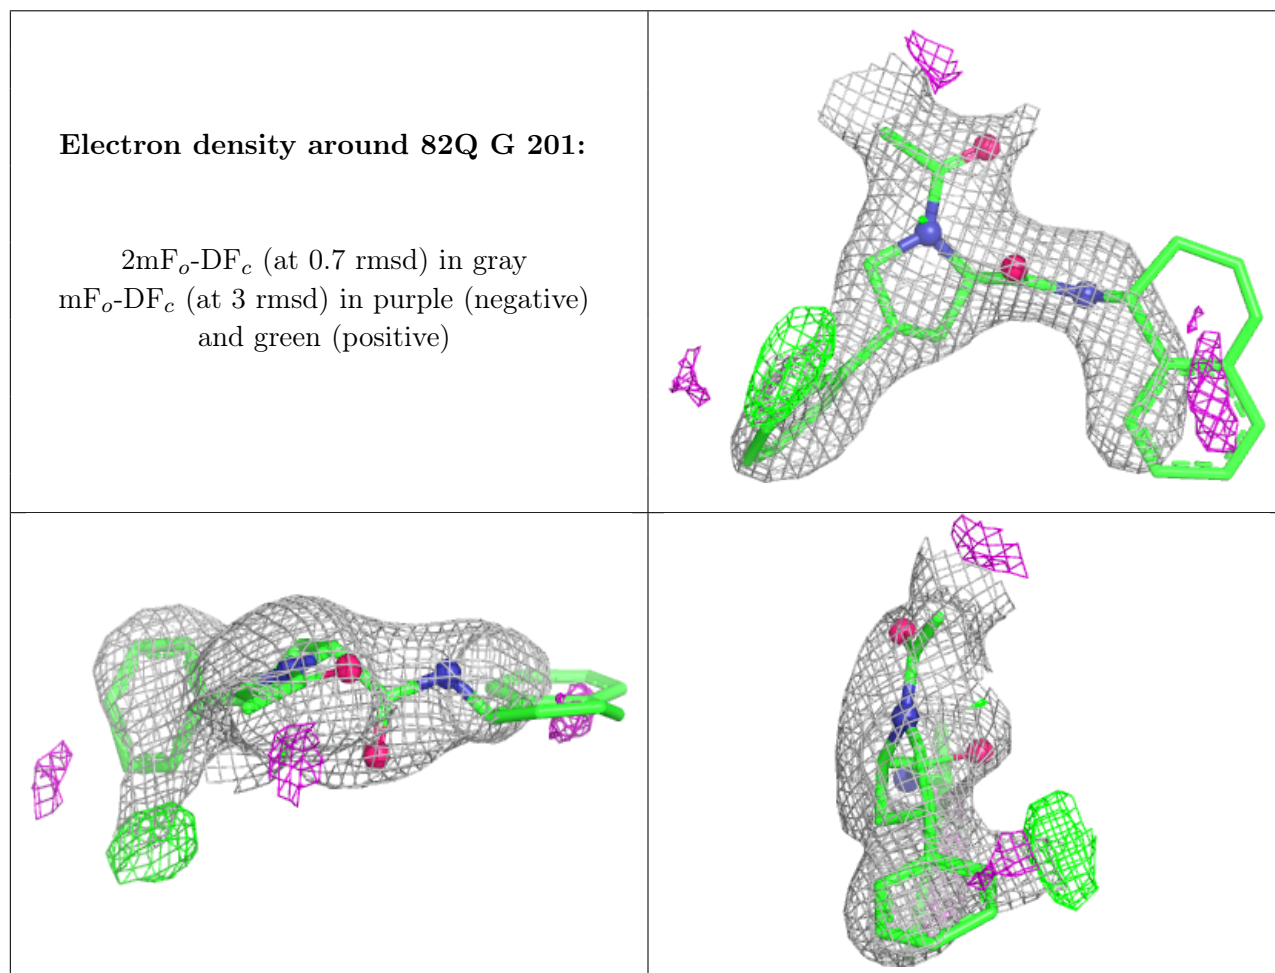 Electron density around 82Q G 201:
2mFo-DFc (at 0.7 rmsd) in gray
mFo-DFc (at 3 rmsd) in purple (negative)
and green (positive)